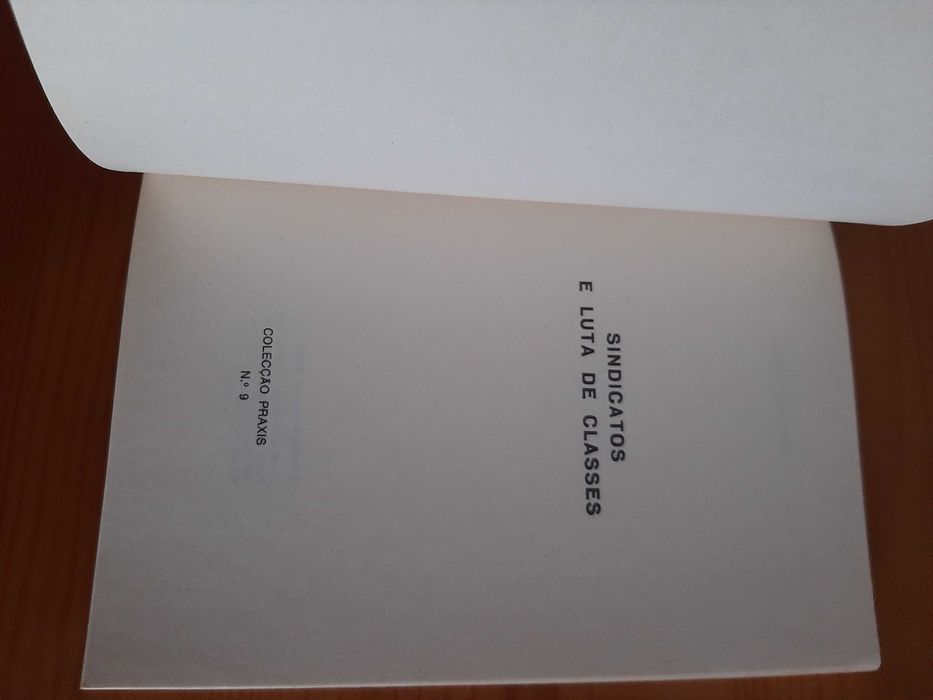 SINDICATOS
E LUTA DE CLASSES
COLECÇÃO PRAXIS
N.º 9